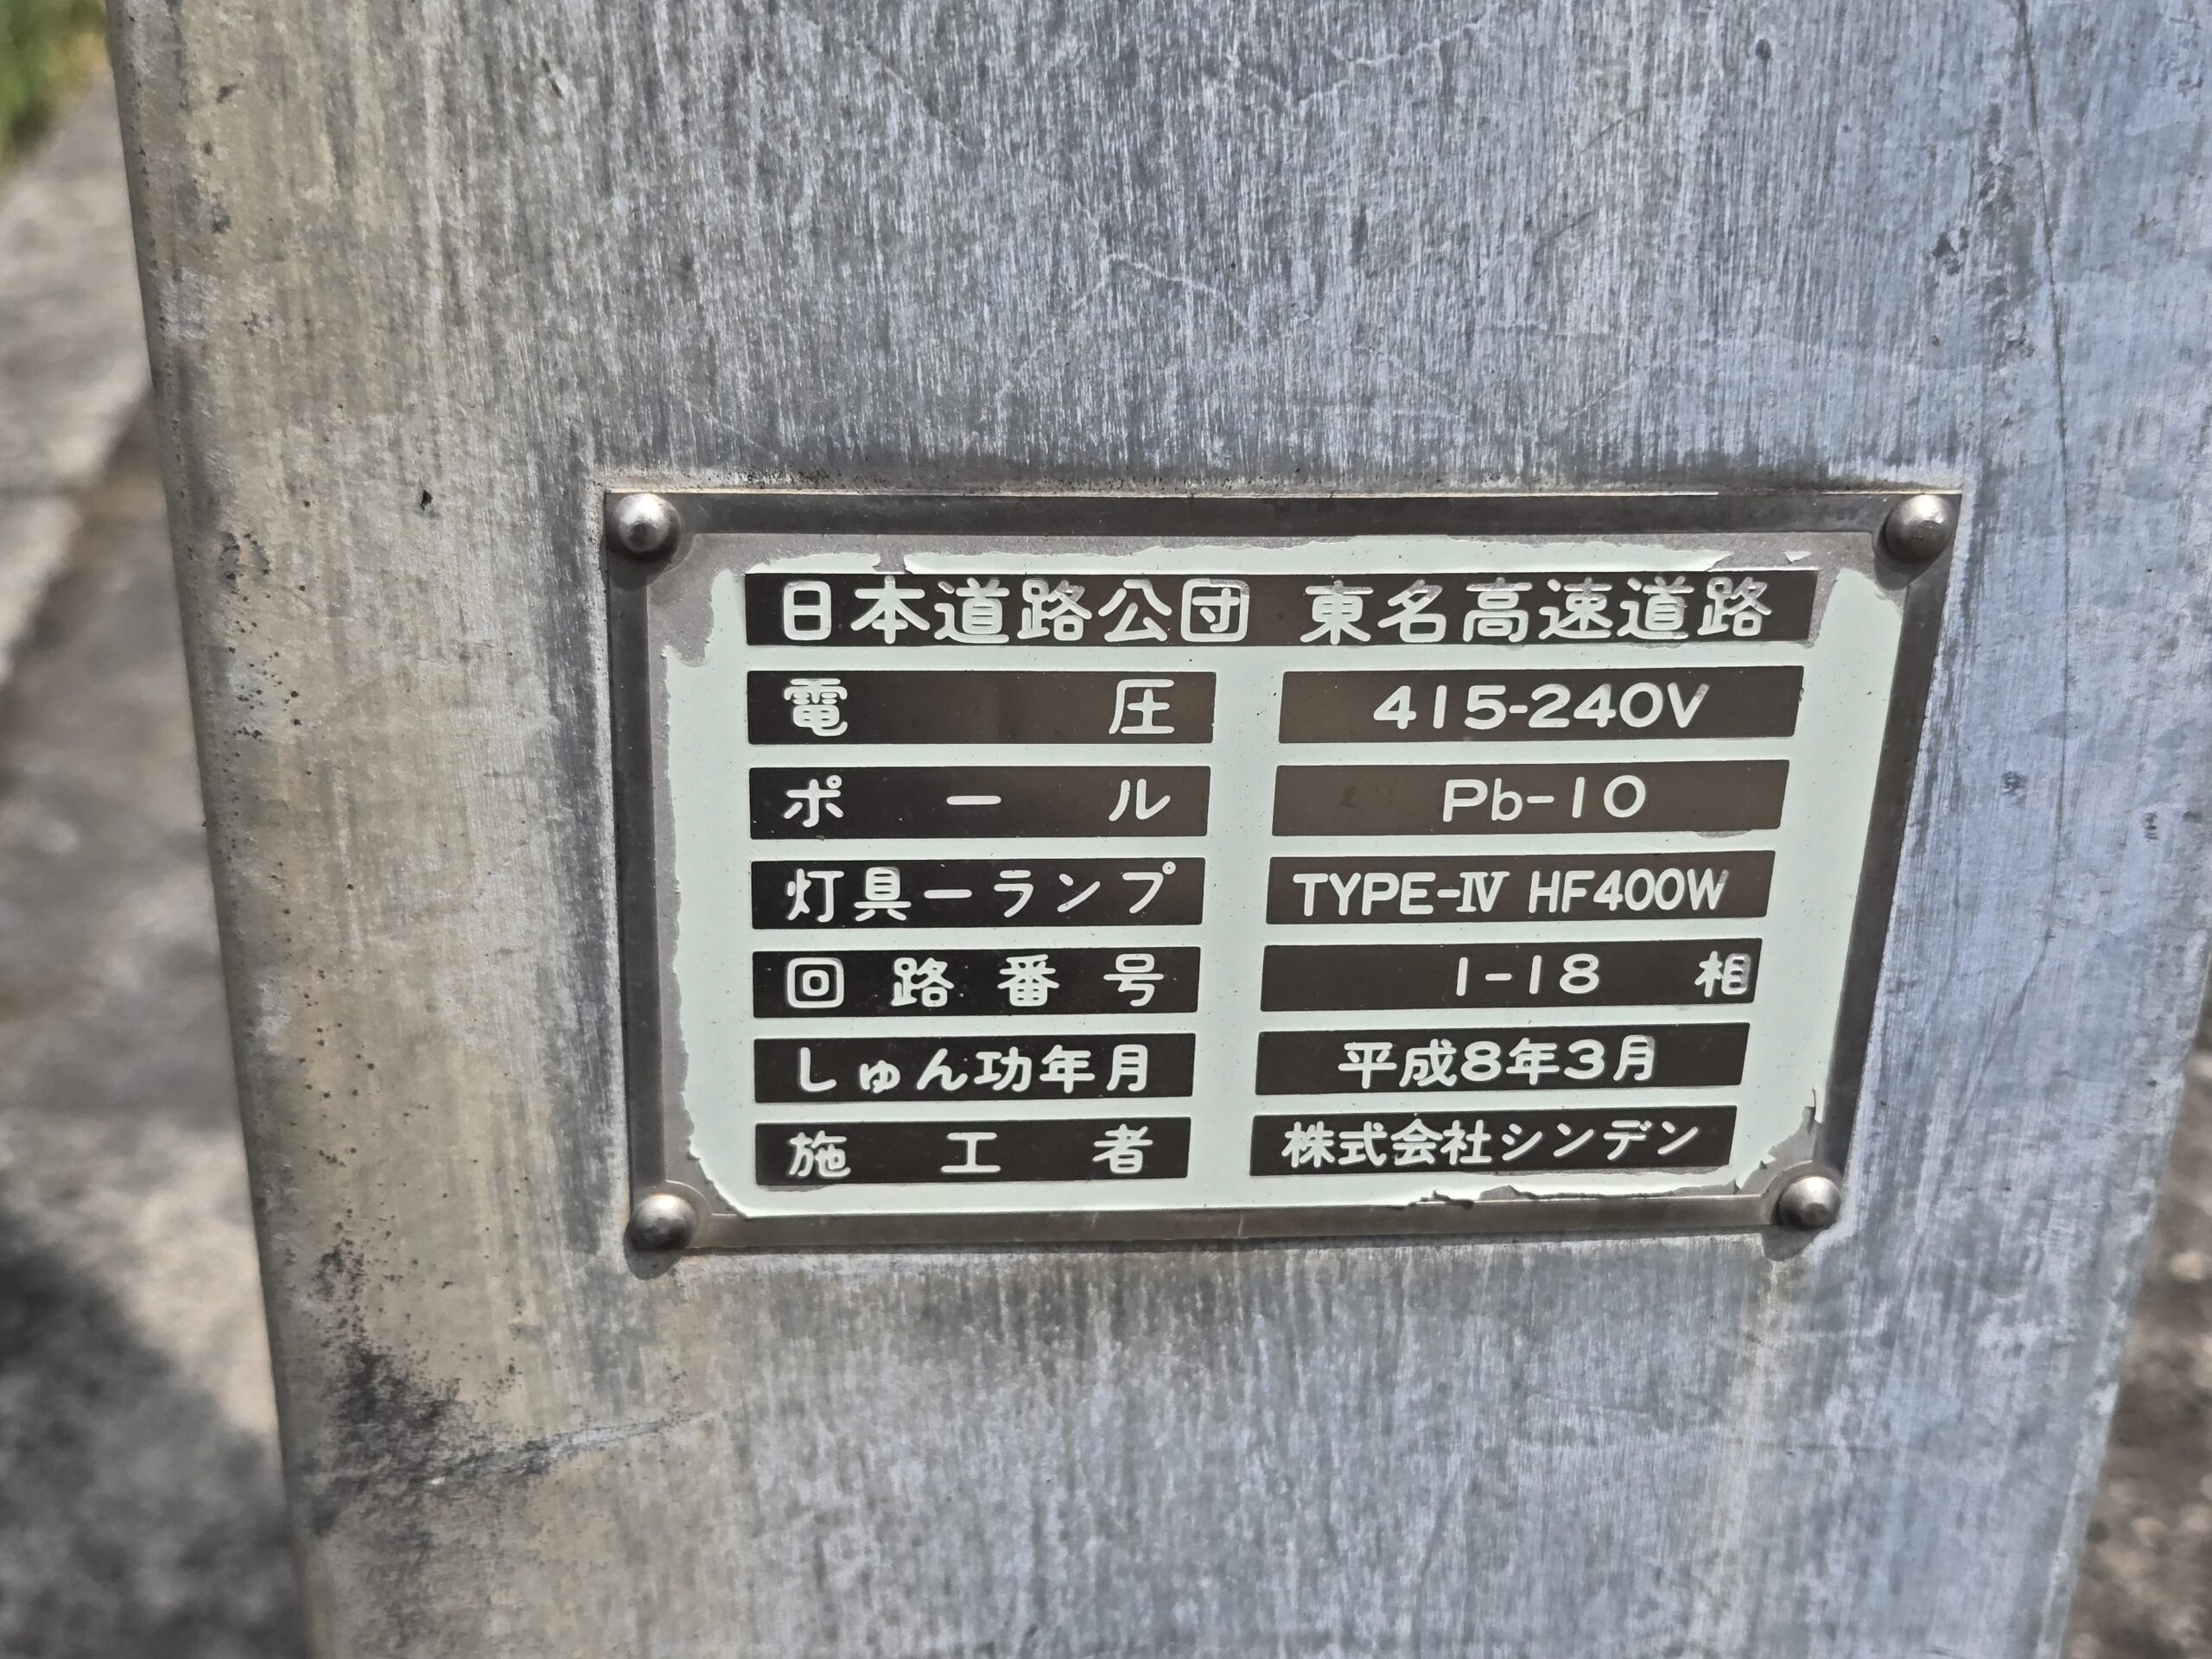 日本道路公団 東名高速道路
電圧 415-240V
ポール Pb-10
灯具ーランプ TYPE-Ⅳ HF400W
回路番号 1-18 相
しゅん功年月 平成8年3月
施工者 株式会社シンデン